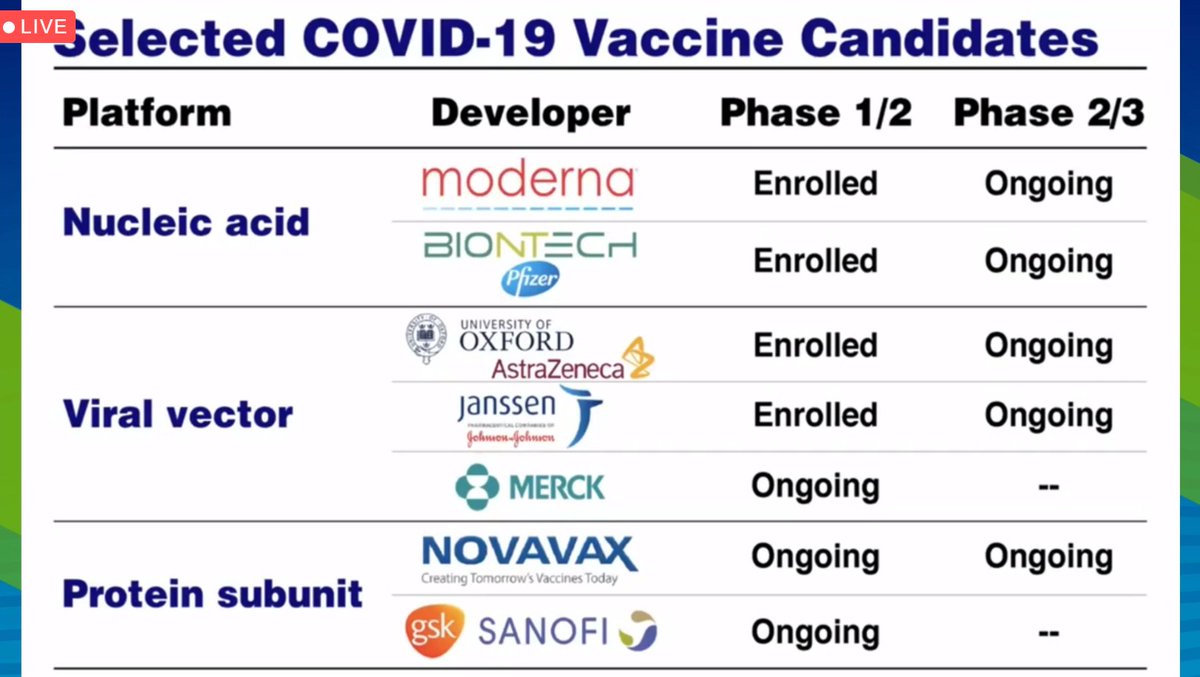 LIVE
Selected COVID-19 Vaccine Candidates
Platform Developer Phase 1/2 Phase 2/3
Nucleic acid
moderna Enrolled Ongoing
BIONTECH
Pfizer
Enrolled Ongoing
Viral vector
UNIVERSITY OF
OXFORD
AstraZeneca
Enrolled Ongoing
janssen
PHARMACEUTICAL COMPANIES OF
Johnson & Johnson
Enrolled Ongoing
MERCK Ongoing --
Protein subunit
NOVAVAX
Creating Tomorrow's Vaccines Today
Ongoing Ongoing
gsk SANOFI Ongoing --